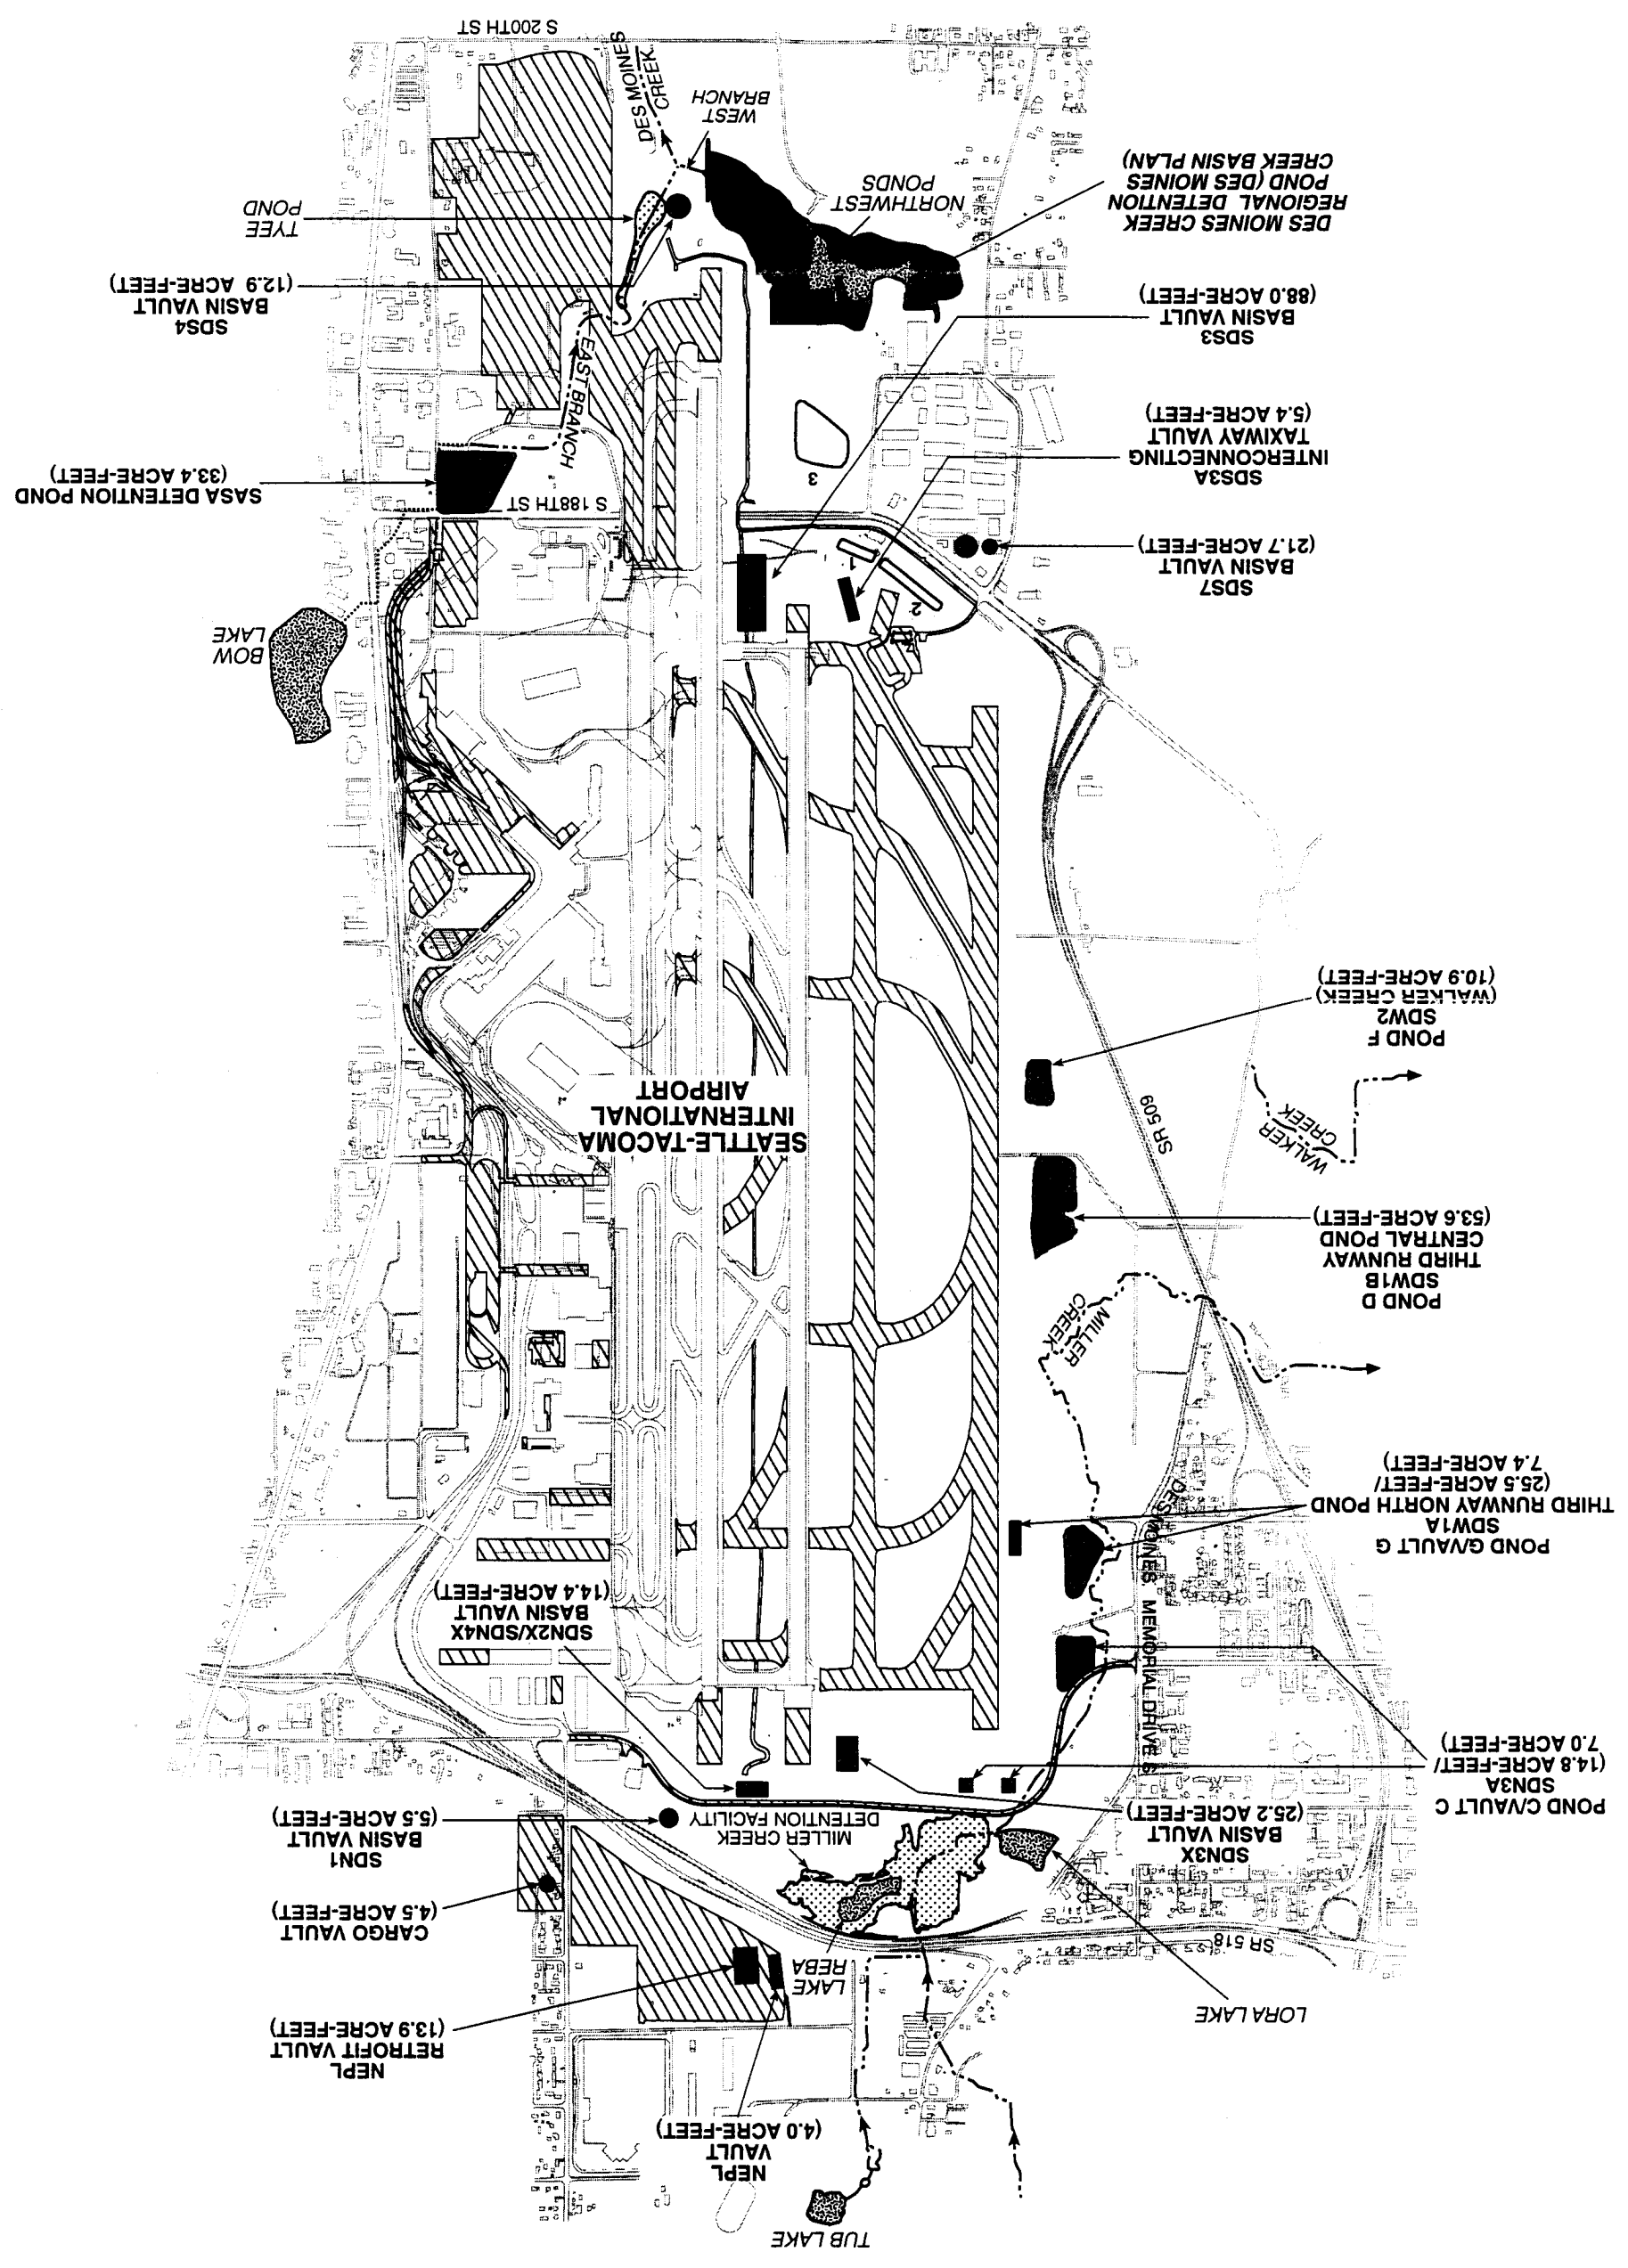 TUB LAKE
NEPL
VAULT
(4.0 ACRE-FEET)
NEPL
RETROFIT VAULT
(13.9 ACRE-FEET)
LORA LAKE
LAKE
REBA
SR 518
CARGO VAULT
(4.5 ACRE-FEET)
SDN1
BASIN VAULT
(5.5 ACRE-FEET)
MILLER CREEK
DETENTION FACILITY
SDN3X
BASIN VAULT
(25.2 ACRE-FEET)
POND C/VAULT C
SDN3A
(14.8 ACRE-FEET/
7.0 ACRE-FEET)
SDN2X/SDN4X
BASIN VAULT
(14.4 ACRE-FEET)
DES MOINES MEMORIAL DRIVE S
POND G/VAULT G
SDW1A
THIRD RUNWAY NORTH POND
(25.5 ACRE-FEET/
7.4 ACRE-FEET)
MILLER
CREEK
POND D
SDW1B
THIRD RUNWAY
CENTRAL POND
(53.6 ACRE-FEET)
SEATTLE-TACOMA
INTERNATIONAL
AIRPORT
WALKER
CREEK
SR 509
POND F
SDW2
(WALKER CREEK)
(10.9 ACRE-FEET)
BOW
LAKE
2
1
SDS7
BASIN VAULT
(21.7 ACRE-FEET)
S 188TH ST
SASA DETENTION POND
(33.4 ACRE-FEET)
3
SDS3A
INTERCONNECTING
TAXIWAY VAULT
(5.4 ACRE-FEET)
EAST BRANCH
SDS3
BASIN VAULT
(88.0 ACRE-FEET)
SDS4
BASIN VAULT
(12.9 ACRE-FEET)
TYEE
POND
NORTHWEST
PONDS
DES MOINES CREEK
REGIONAL DETENTION
POND (DES MOINES
CREEK BASIN PLAN)
WEST
BRANCH
DES MOINES
CREEK
S 200TH ST